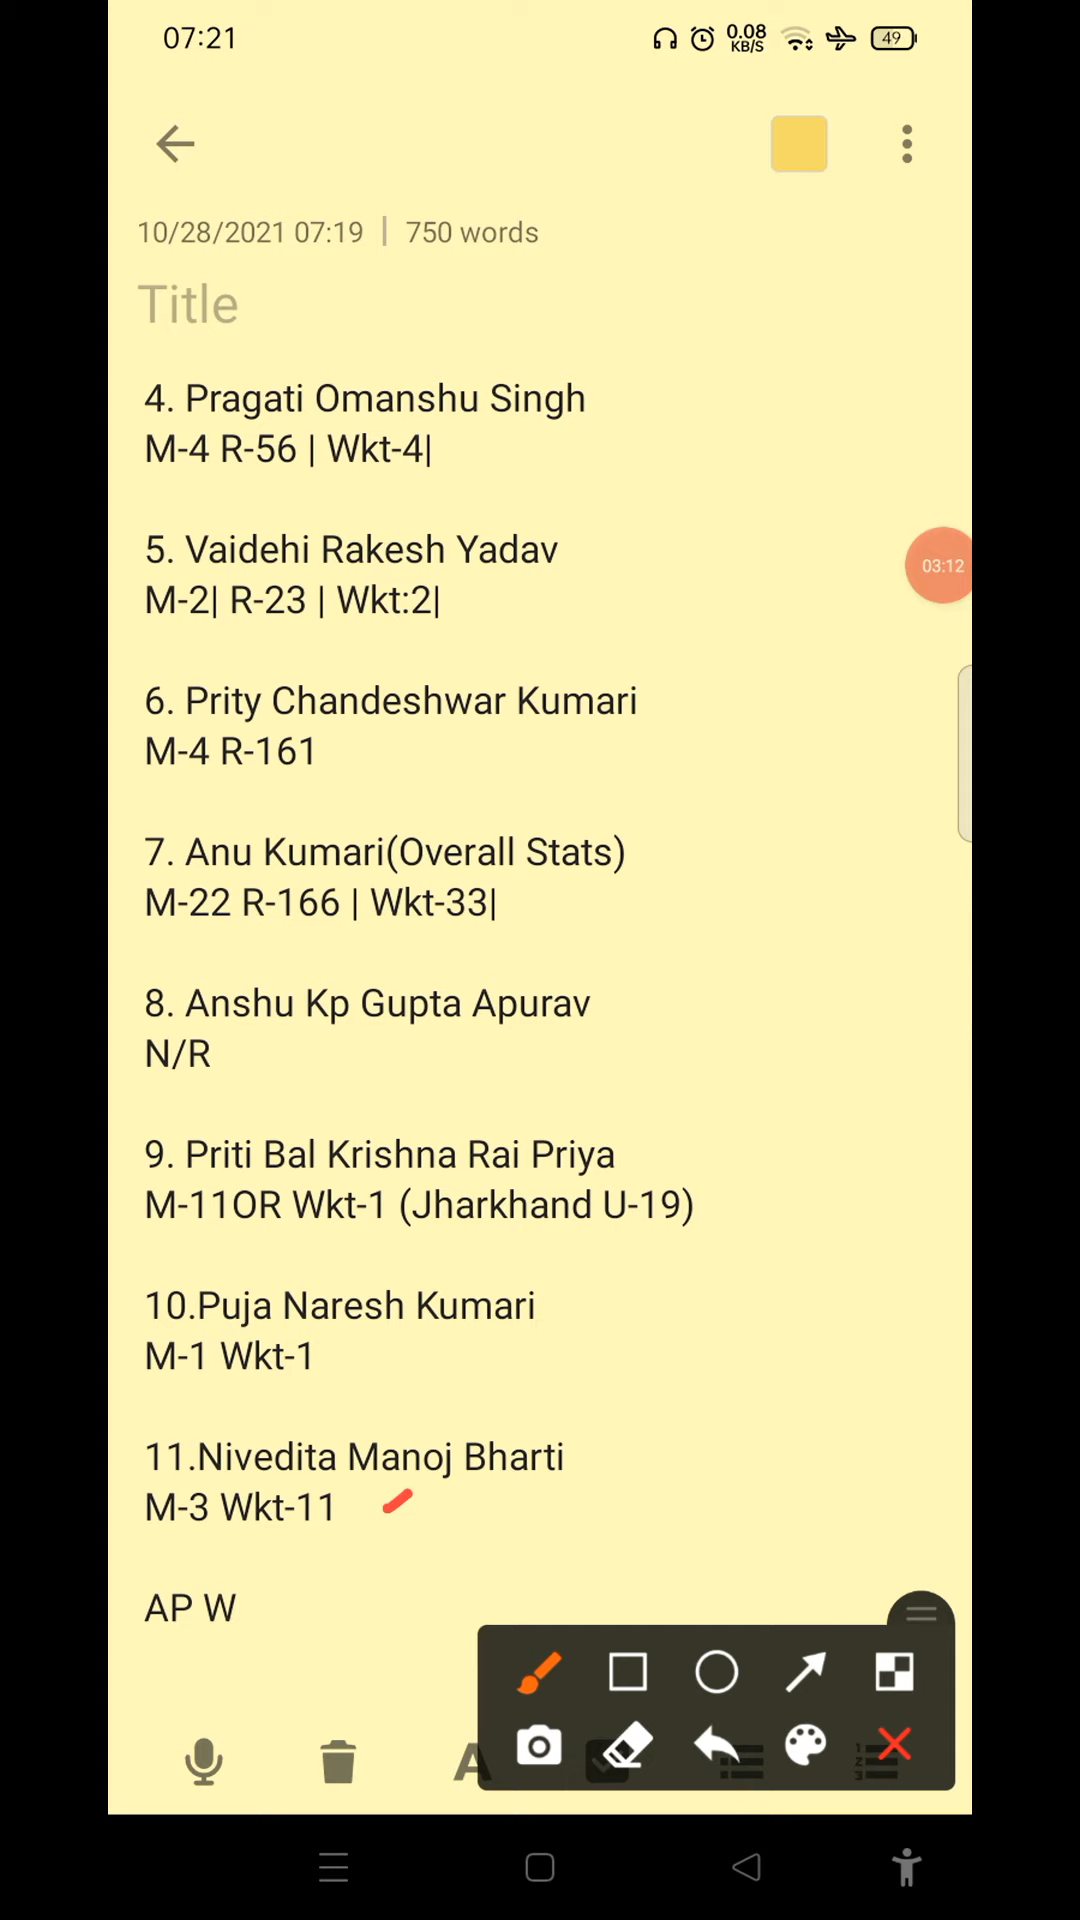 07:21
0.08
KB/S
49
10/28/2021 07:19 | 750 words
Title
4. Pragati Omanshu Singh
M-4 R-56 | Wkt-4|
5. Vaidehi Rakesh Yadav
M-2| R-23 | Wkt:2|
03:12
6. Prity Chandeshwar Kumari
M-4 R-161
7. Anu Kumari(Overall Stats)
M-22 R-166 | Wkt-33|
8. Anshu Kp Gupta Apurav
N/R
9. Priti Bal Krishna Rai Priya
M-11OR Wkt-1 (Jharkhand U-19)
10.Puja Naresh Kumari
M-1 Wkt-1
11.Nivedita Manoj Bharti
M-3 Wkt-11
AP W